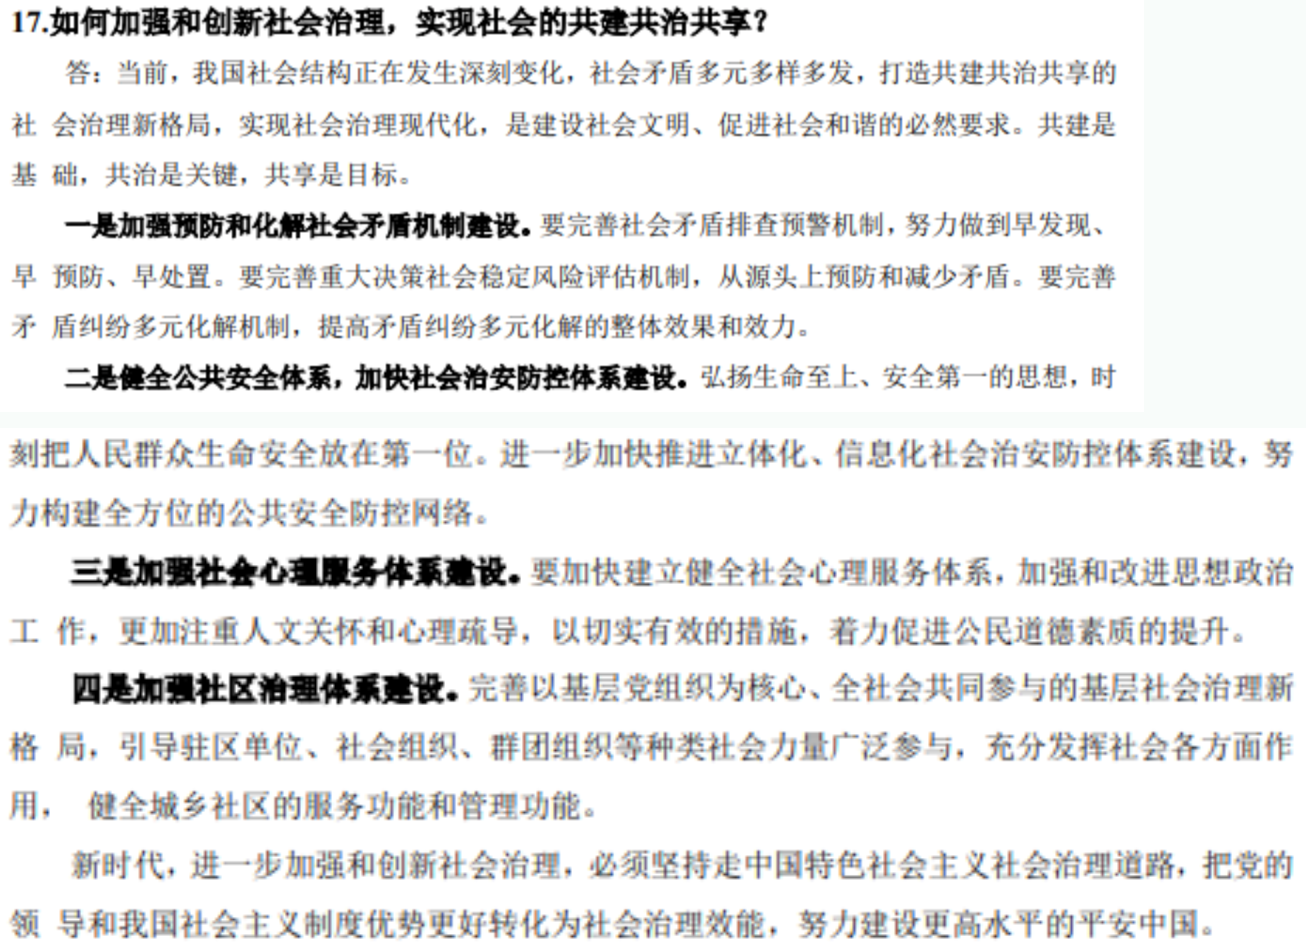 17.如何加强和创新社会治理，实现社会的共建共治共享？
答：当前，我国社会结构正在发生深刻变化，社会矛盾多元多样多发，打造共建共治共享的
社 会治理新格局，实现社会治理现代化，是建设社会文明、促进社会和谐的必然要求。共建是
基 础，共治是关键，共享是目标。
一是加强预防和化解社会矛盾机制建设。要完善社会矛盾排查预警机制，努力做到早发现、
早 预防、早处置。要完善重大决策社会稳定风险评估机制，从源头上预防和减少矛盾。要完善
矛 盾纠纷多元化解机制，提高矛盾纠纷多元化解的整体效果和效力。
二是健全公共安全体系，加快社会治安防控体系建设。弘扬生命至上、安全第一的思想，时
刻把人民群众生命安全放在第一位。进一步加快推进立体化、信息化社会治安防控体系建设，努
力构建全方位的公共安全防控网络。
三是加强社会心理服务体系建设。要加快建立健全社会心理服务体系，加强和改进思想政治
工 作，更加注重人文关怀和心理疏导，以切实有效的措施，着力促进公民道德素质的提升。
四是加强社区治理体系建设。完善以基层党组织为核心、全社会共同参与的基层社会治理新
格 局，引导驻区单位、社会组织、群团组织等种类社会力量广泛参与，充分发挥社会各方面作
用， 健全城乡社区的服务功能和管理功能。
新时代，进一步加强和创新社会治理，必须坚持走中国特色社会主义社会治理道路，把党的
领 导和我国社会主义制度优势更好转化为社会治理效能，努力建设更高水平的平安中国。